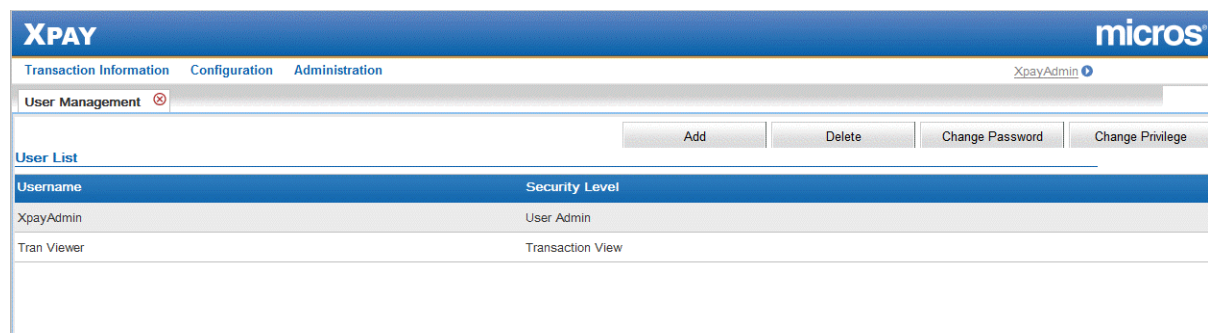 XPAY micros
Transaction Information Configuration Administration XpayAdmin
User Management
Add Delete Change Password Change Privilege
User List
Username Security Level
XpayAdmin User Admin
Tran Viewer Transaction View